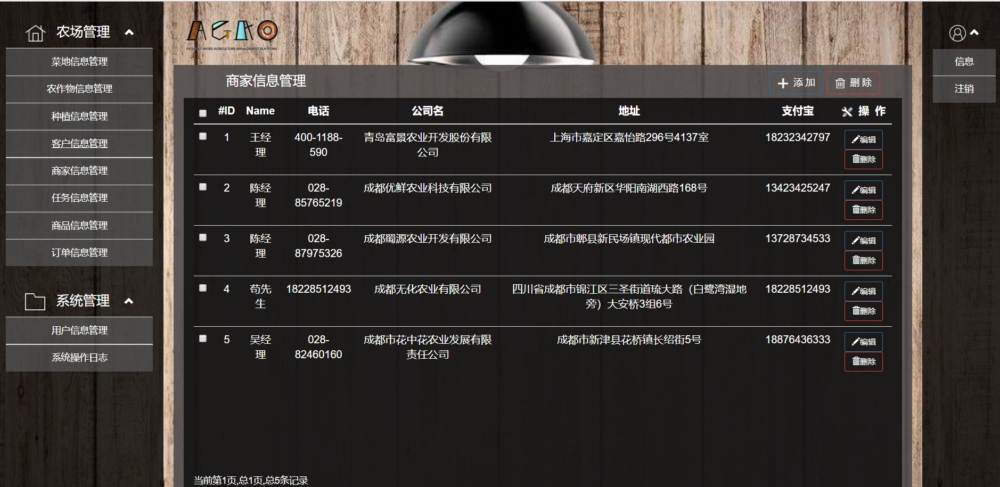 农场管理
菜地信息管理
农作物信息管理
种植信息管理
客户信息管理
商家信息管理
任务信息管理
商品信息管理
订单信息管理
系统管理
用户信息管理
系统操作日志
AGAO
INTERNET-BASED AGRICULTURE MANAGEMENT PLATFORM
商家信息管理
添加 删除
#ID Name 电话 公司名 地址 支付宝 操 作
1 王经 400-1188- 青岛富景农业开发股份有限 上海市嘉定区嘉怡路296号4137室 18232342797 编辑
理 590 公司 删除
2 陈经 028- 成都优鲜农业科技有限公司 成都天府新区华阳南湖西路168号 13423425247 编辑
理 85765219 删除
3 陈经 028- 成都蜀源农业开发有限公司 成都市郫县新民场镇现代都市农业园 13728734533 编辑
理 87975326 删除
4 苟先 18228512493 成都无化农业有限公司 四川省成都市锦江区三圣街道琉大路（白鹭湾湿地 18228512493 编辑
生 旁）大安桥3组6号 删除
5 吴经 028- 成都市花中花农业发展有限 成都市新津县花桥镇长绍街5号 18876436333 编辑
理 82460160 责任公司 删除
当前第1页,总1页,总5条记录
信息
注销